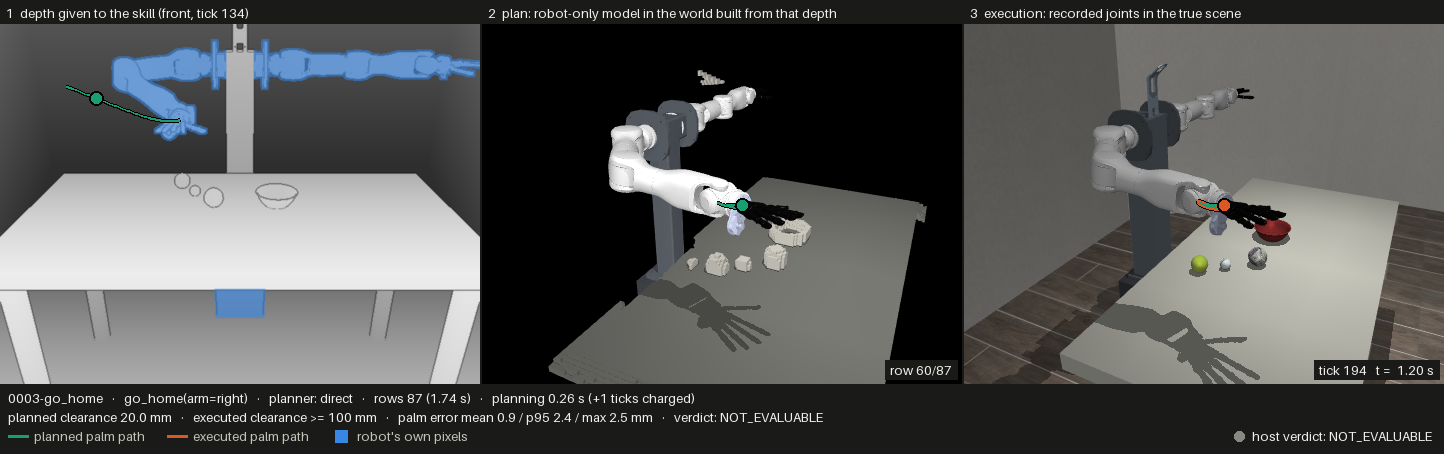 1 depth given to the skill (front, tick 134)
2 plan: robot-only model in the world built from that depth
3 execution: recorded joints in the true scene
row 60/87
tick 194 t = 1.20 s
0003-go_home · go_home(arm=right) · planner: direct · rows 87 (1.74 s) · planning 0.26 s (+1 ticks charged)
planned clearance 20.0 mm · executed clearance >= 100 mm · palm error mean 0.9 / p95 2.4 / max 2.5 mm · verdict: NOT_EVALUABLE
planned palm path executed palm path robot's own pixels host verdict: NOT_EVALUABLE